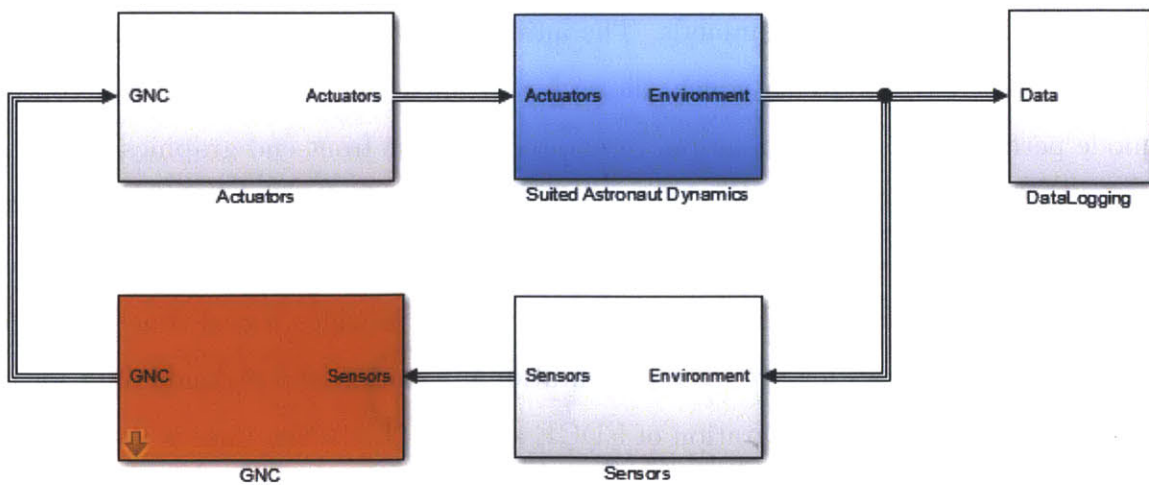 GNC Actuators
Actuators
Actuators Environment
Suited Astronaut Dynamics
Data
DataLogging
GNC Sensors
GNC
Sensors Environment
Sensors